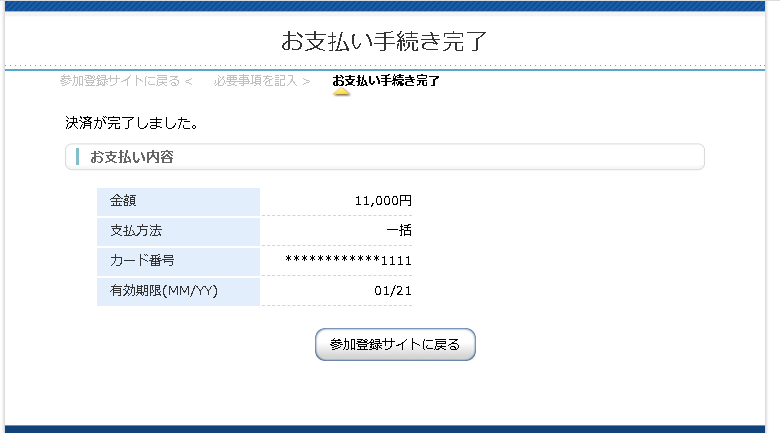 お支払い手続き完了
参加登録サイトに戻る < 必要事項を記入 > お支払い手続き完了
決済が完了しました。
お支払い内容
金額 11,000円
支払方法 一括
カード番号 ************1111
有効期限(MM/YY) 01/21
参加登録サイトに戻る